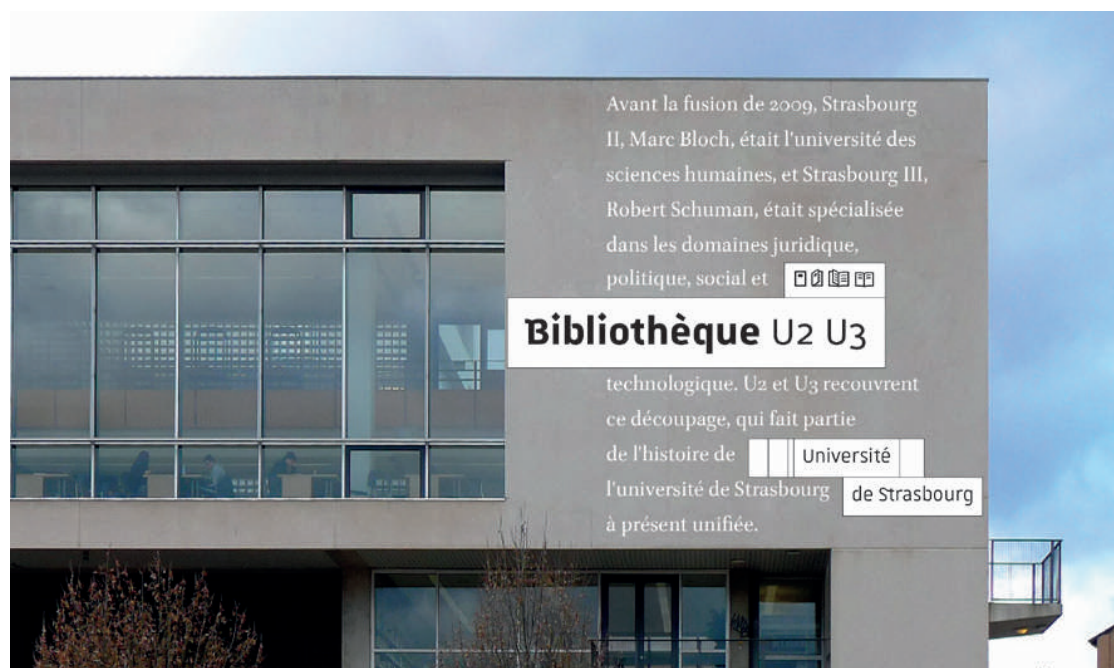 Avant la fusion de 2009, Strasbourg
II, Marc Bloch, était l'université des
sciences humaines, et Strasbourg III,
Robert Schuman, était spécialisée
dans les domaines juridique,
politique, social et
Bibliothèque U2 U3
technologique. U2 et U3 recouvrent
ce découpage, qui fait partie
de l'histoire de
Université
l'université de Strasbourg
de Strasbourg
à présent unifiée.